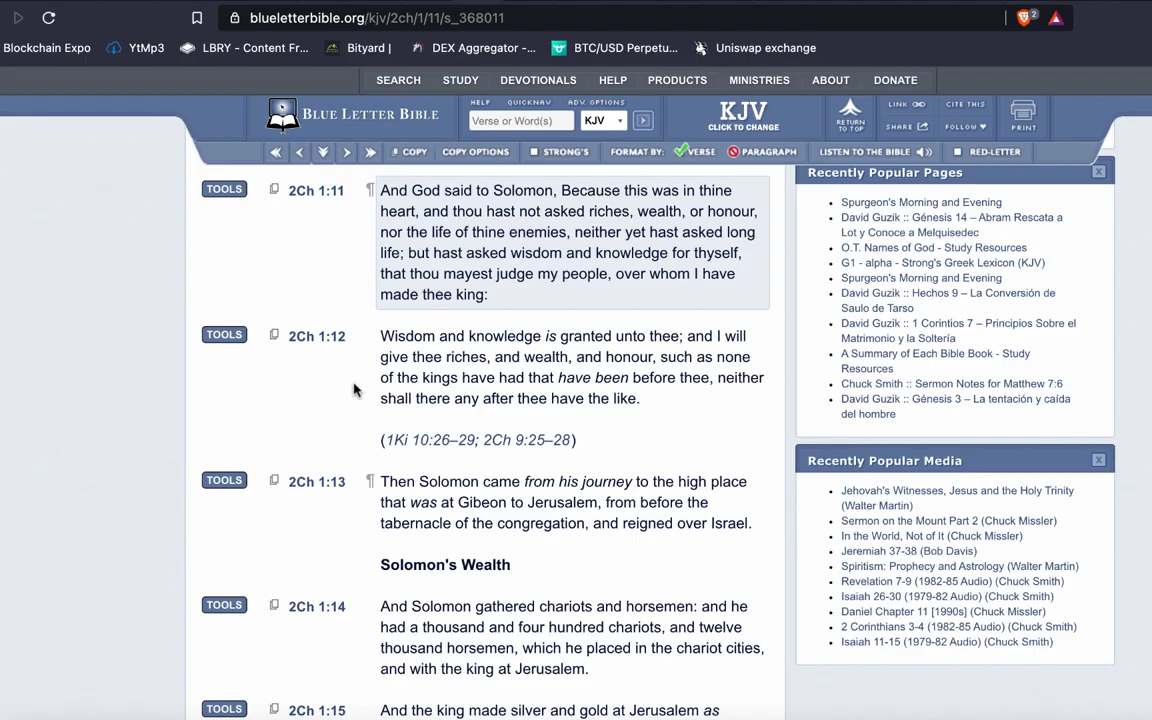 blueletterbible.org/kjv/2ch/1/11/s_368011
2
Blockchain Expo YtMp3 LBRY - Content Fr... Bityard | DEX Aggregator -... BTC/USD Perpetu... Uniswap exchange
SEARCH STUDY DEVOTIONALS HELP PRODUCTS MINISTRIES ABOUT DONATE
BLUE LETTER BIBLE
HELP QUICKNAV ADV. OPTIONS
Verse or Word(s) KJV
KJV
CLICK TO CHANGE
RETURN
TO TOP
LINK CITE THIS
SHARE FOLLOW
PRINT
COPY COPY OPTIONS STRONG'S FORMAT BY: VERSE PARAGRAPH LISTEN TO THE BIBLE RED-LETTER
TOOLS 2Ch 1:11 ¶ And God said to Solomon, Because this was in thine
heart, and thou hast not asked riches, wealth, or honour,
nor the life of thine enemies, neither yet hast asked long
life; but hast asked wisdom and knowledge for thyself,
that thou mayest judge my people, over whom I have
made thee king:
TOOLS 2Ch 1:12 Wisdom and knowledge is granted unto thee; and I will
give thee riches, and wealth, and honour, such as none
of the kings have had that have been before thee, neither
shall there any after thee have the like.
(1Ki 10:26–29; 2Ch 9:25–28)
TOOLS 2Ch 1:13 ¶ Then Solomon came from his journey to the high place
that was at Gibeon to Jerusalem, from before the
tabernacle of the congregation, and reigned over Israel.
Solomon's Wealth
TOOLS 2Ch 1:14 And Solomon gathered chariots and horsemen: and he
had a thousand and four hundred chariots, and twelve
thousand horsemen, which he placed in the chariot cities,
and with the king at Jerusalem.
TOOLS 2Ch 1:15 And the king made silver and gold at Jerusalem as
Recently Popular Pages X
Spurgeon's Morning and Evening
David Guzik :: Génesis 14 – Abram Rescata a
Lot y Conoce a Melquisedec
O.T. Names of God - Study Resources
G1 - alpha - Strong's Greek Lexicon (KJV)
Spurgeon's Morning and Evening
David Guzik :: Hechos 9 – La Conversión de
Saulo de Tarso
David Guzik :: 1 Corintios 7 – Principios Sobre el
Matrimonio y la Soltería
A Summary of Each Bible Book - Study
Resources
Chuck Smith :: Sermon Notes for Matthew 7:6
David Guzik :: Génesis 3 – La tentación y caída
del hombre
Recently Popular Media X
Jehovah's Witnesses, Jesus and the Holy Trinity
(Walter Martin)
Sermon on the Mount Part 2 (Chuck Missler)
In the World, Not of It (Chuck Missler)
Jeremiah 37-38 (Bob Davis)
Spiritism: Prophecy and Astrology (Walter Martin)
Revelation 7-9 (1982-85 Audio) (Chuck Smith)
Isaiah 26-30 (1979-82 Audio) (Chuck Smith)
Daniel Chapter 11 [1990s] (Chuck Missler)
2 Corinthians 3-4 (1982-85 Audio) (Chuck Smith)
Isaiah 11-15 (1979-82 Audio) (Chuck Smith)